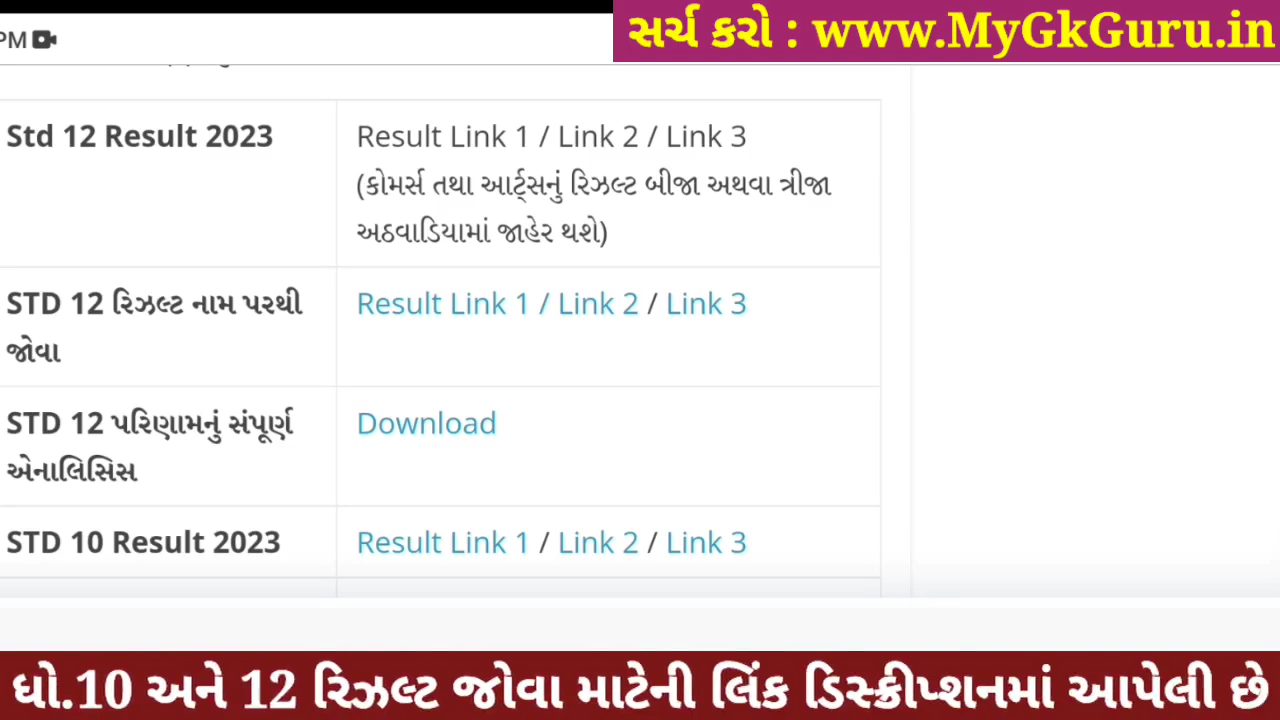 સર્ચ કરો : www.MyGkGuru.in
PM
Std 12 Result 2023
Result Link 1 / Link 2 / Link 3
(કોમર્સ તથા આર્ટ્સનું રિઝલ્ટ બીજા અથવા ત્રીજા
અઠવાડિયામાં જાહેર થશે)
STD 12 રિઝલ્ટ નામ પરથી
જોવા
Result Link 1 / Link 2 / Link 3
STD 12 પરિણામનું સંપૂર્ણ
એનાલિસિસ
Download
STD 10 Result 2023
Result Link 1 / Link 2 / Link 3
ધો.10 અને 12 રિઝલ્ટ જોવા માટેની લિંક ડિસ્ક્રીપ્શનમાં આપેલી છે